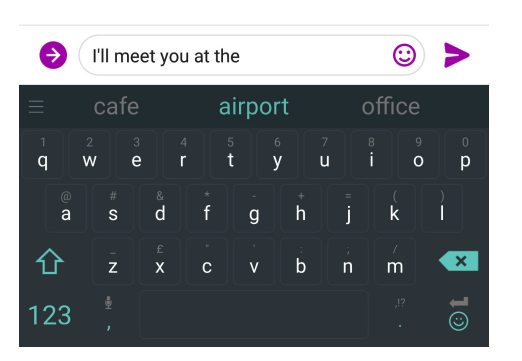 I'll meet you at the
cafe airport office
1 2 3 4 5 6 7 8 9 0
q w e r t y u i o p
@ # & * - + = ( )
a s d f g h j k l
_ £ " ' : ; /
z x c v b n m
,!?
123 , .